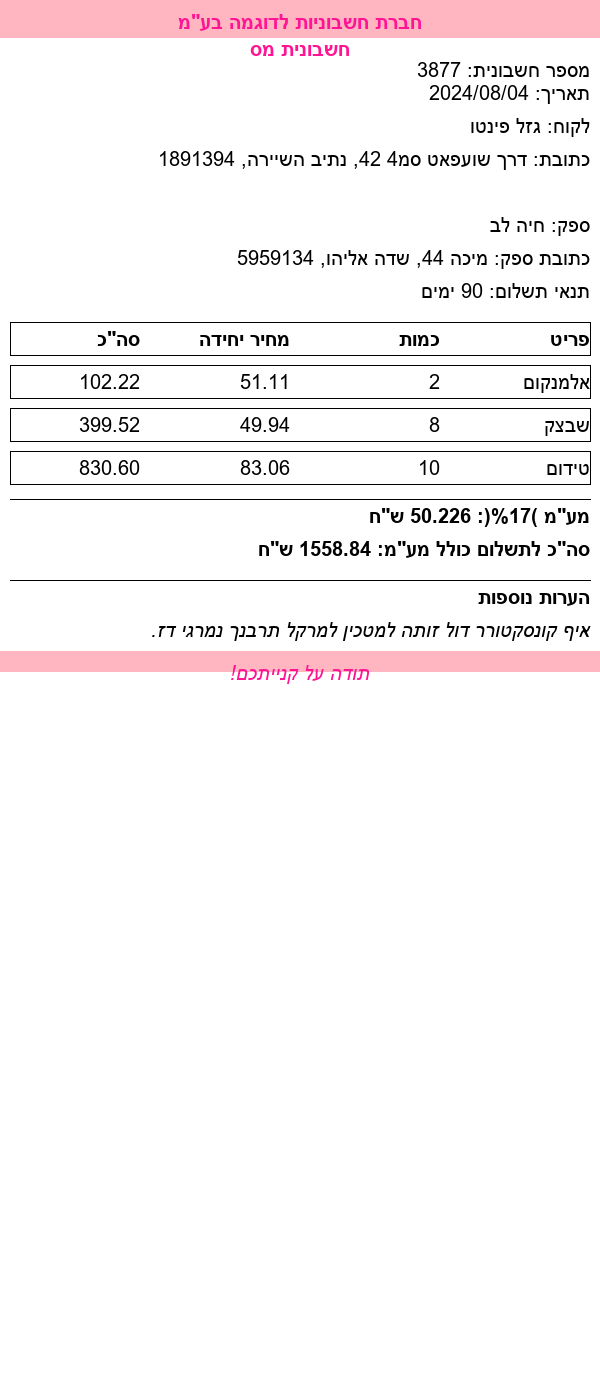 חברת חשבוניות לדוגמה בע"מ
חשבונית מס
מספר חשבונית: 3877
תאריך: 2024/08/04
לקוח: גזל פינטו
כתובת: דרך שועפאט סמ4 42, נתיב השיירה, 1891394
ספק: חיה לב
כתובת ספק: מיכה 44, שדה אליהו, 5959134
תנאי תשלום: 90 ימים
פריט כמות מחיר יחידה סה"כ
אלמנקום 2 51.11 102.22
שבצק 8 49.94 399.52
טידום 10 83.06 830.60
מע"מ )17%(: 50.226 ש"ח
סה"כ לתשלום כולל מע"מ: 1558.84 ש"ח
הערות נוספות
איף קונסקטורר דול זותה למטכין למרקל תרבנך נמרגי דז.
תודה על קנייתכם!